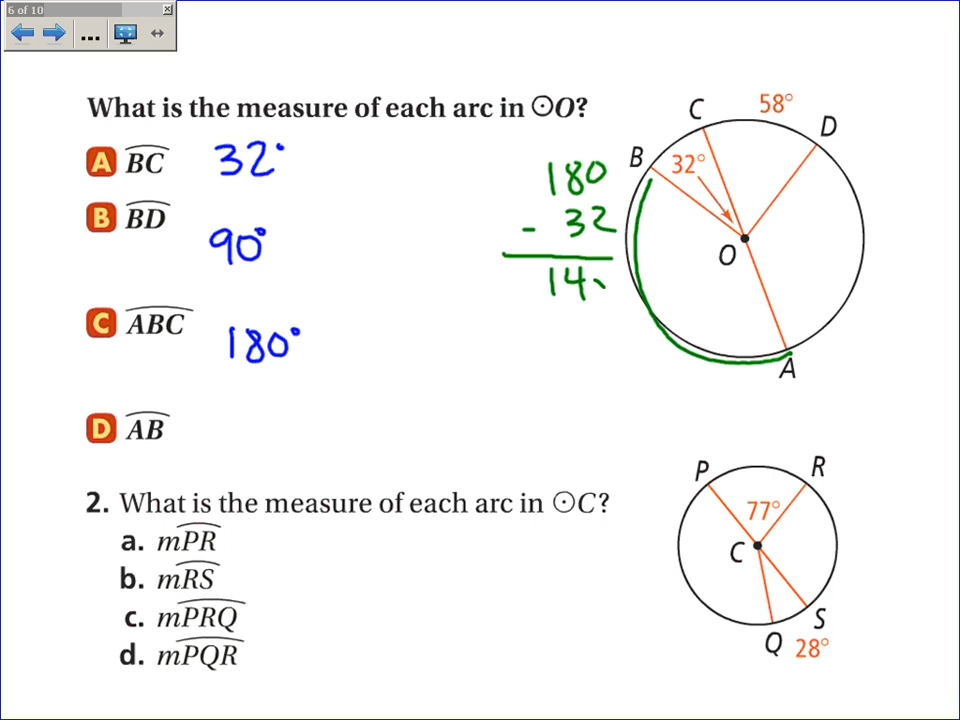 6 of 10
What is the measure of each arc in ⊙O?
A BC 32°
B BD 90°
C ABC 180°
D AB
180
- 32
14
C
58°
D
B
32°
O
A
2. What is the measure of each arc in ⊙C?
a. mPR
b. mRS
c. mPRQ
d. mPQR
P
R
77°
C
S
Q 28°